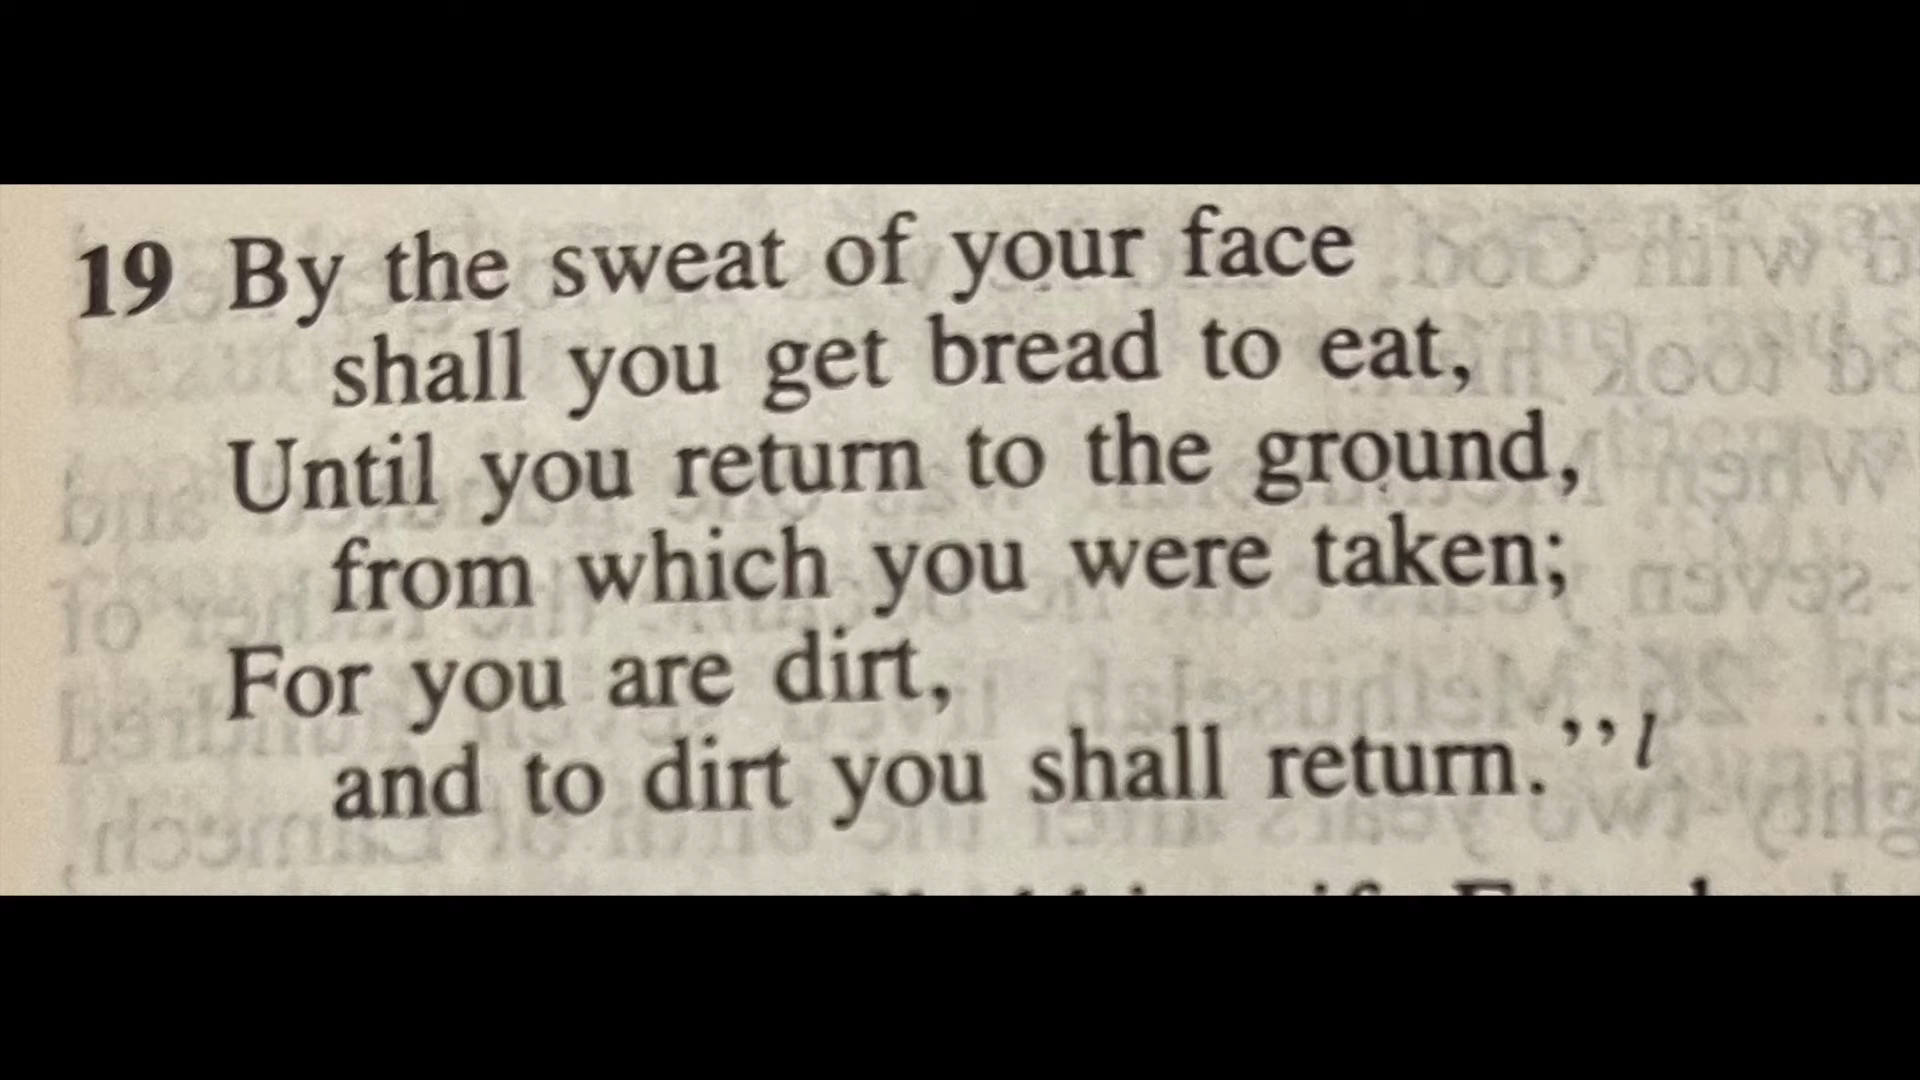 19 By the sweat of your face
shall you get bread to eat,
Until you return to the ground,
from which you were taken;
For you are dirt,
and to dirt you shall return.’’l